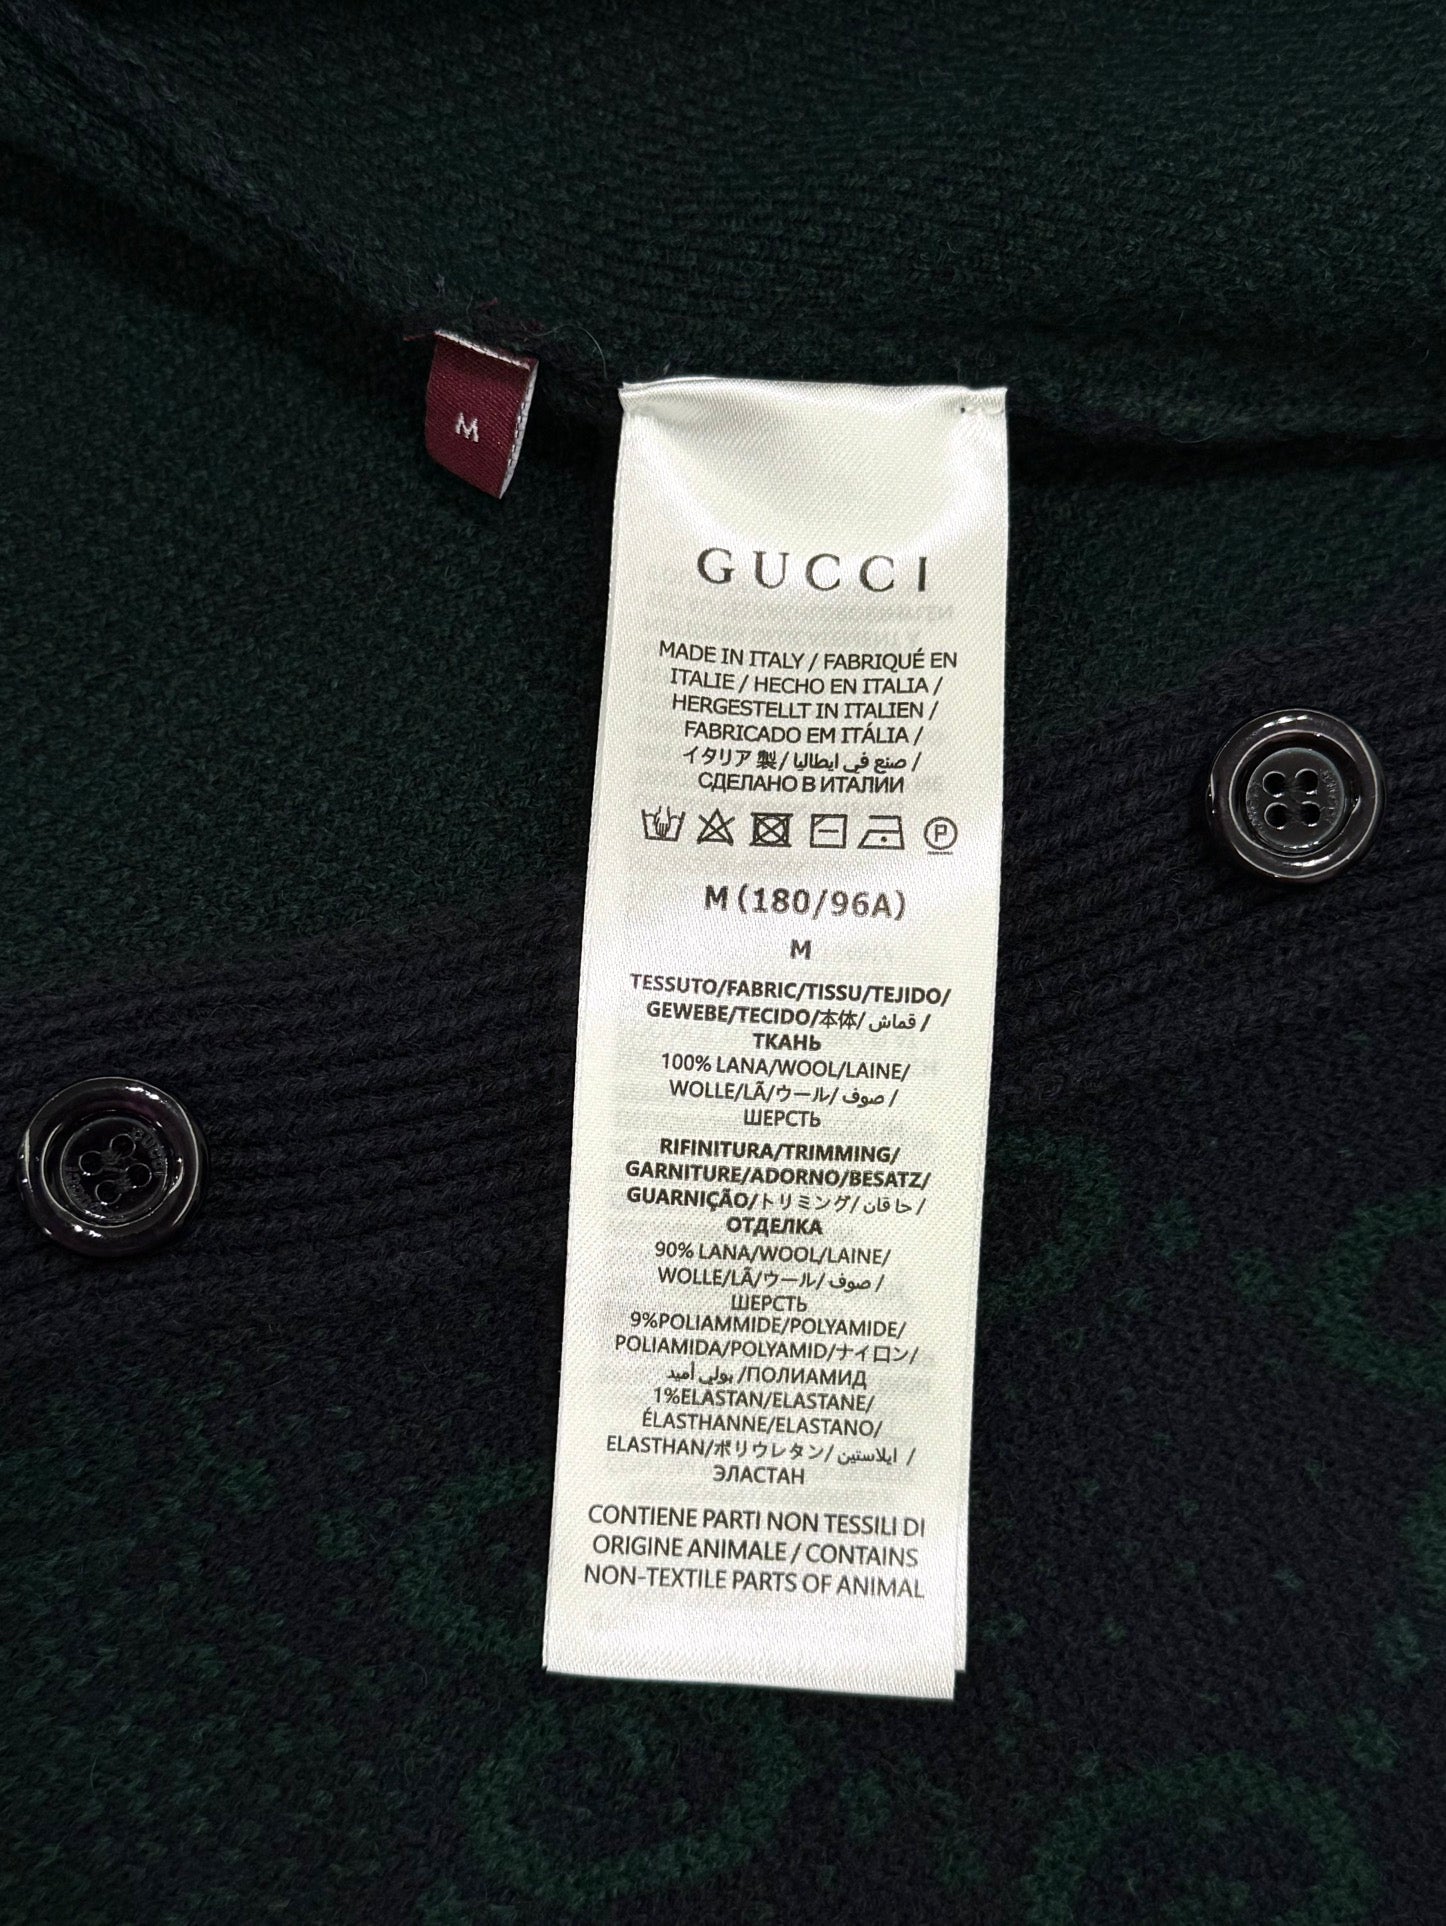 M
GUCCI
MADE IN ITALY / FABRIQUÉ EN
ITALIE / HECHO EN ITALIA /
HERGESTELLT IN ITALIEN /
FABRICADO EM ITÁLIA /
イタリア 製 / صنع في ايطاليا /
СДЕЛАНО В ИТАЛИИ
P
M (180/96A)
M
TESSUTO/FABRIC/TISSU/TEJIDO/
GEWEBE/TECIDO/本体/ قماش /
ТКАНЬ
100% LANA/WOOL/LAINE/
WOLLE/LÃ/ウール/ صوف /
ШЕРСТЬ
RIFINITURA/TRIMMING/
GARNITURE/ADORNO/BESATZ/
GUARNIÇÃO/トリミング/ حا قان /
ОТДЕЛКА
90% LANA/WOOL/LAINE/
WOLLE/LÃ/ウール/ صوف /
ШЕРСТЬ
9%POLIAMMIDE/POLYAMIDE/
POLIAMIDA/POLYAMID/ナイロン/
بولي أميد /ПОЛИАМИД
1%ELASTAN/ELASTANE/
ÉLASTHANNE/ELASTANO/
ELASTHAN/ポリウレタン/ ايلاستين /
ЭЛАСТАН
CONTIENE PARTI NON TESSILI DI
ORIGINE ANIMALE / CONTAINS
NON-TEXTILE PARTS OF ANIMAL